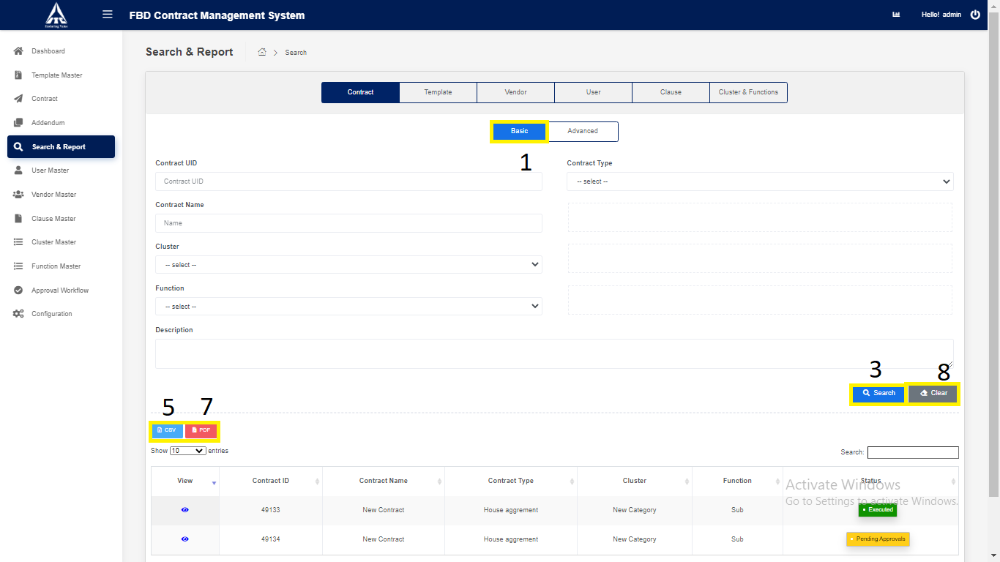 FBD Contract Management System
Hello! admin
Enduring Value
Dashboard
Template Master
Contract
Addendum
Search & Report
User Master
Vendor Master
Clause Master
Cluster Master
Function Master
Approval Workflow
Configuration
Search & Report
Search
Contract
Template
Vendor
User
Clause
Cluster & Functions
Basic
Advanced
1
Contract UID
Contract UID
Contract Type
-- select --
Contract Name
Name
Cluster
-- select --
Function
-- select --
Description
3
8
Search
Clear
5
7
CSV
PDF
Show 10 entries
Search:
View Contract ID Contract Name Contract Type Cluster Function Status
49133 New Contract House aggrement New Category Sub Executed
49134 New Contract House aggrement New Category Sub Pending Approvals
Activate Windows
Go to Settings to activate Windows.